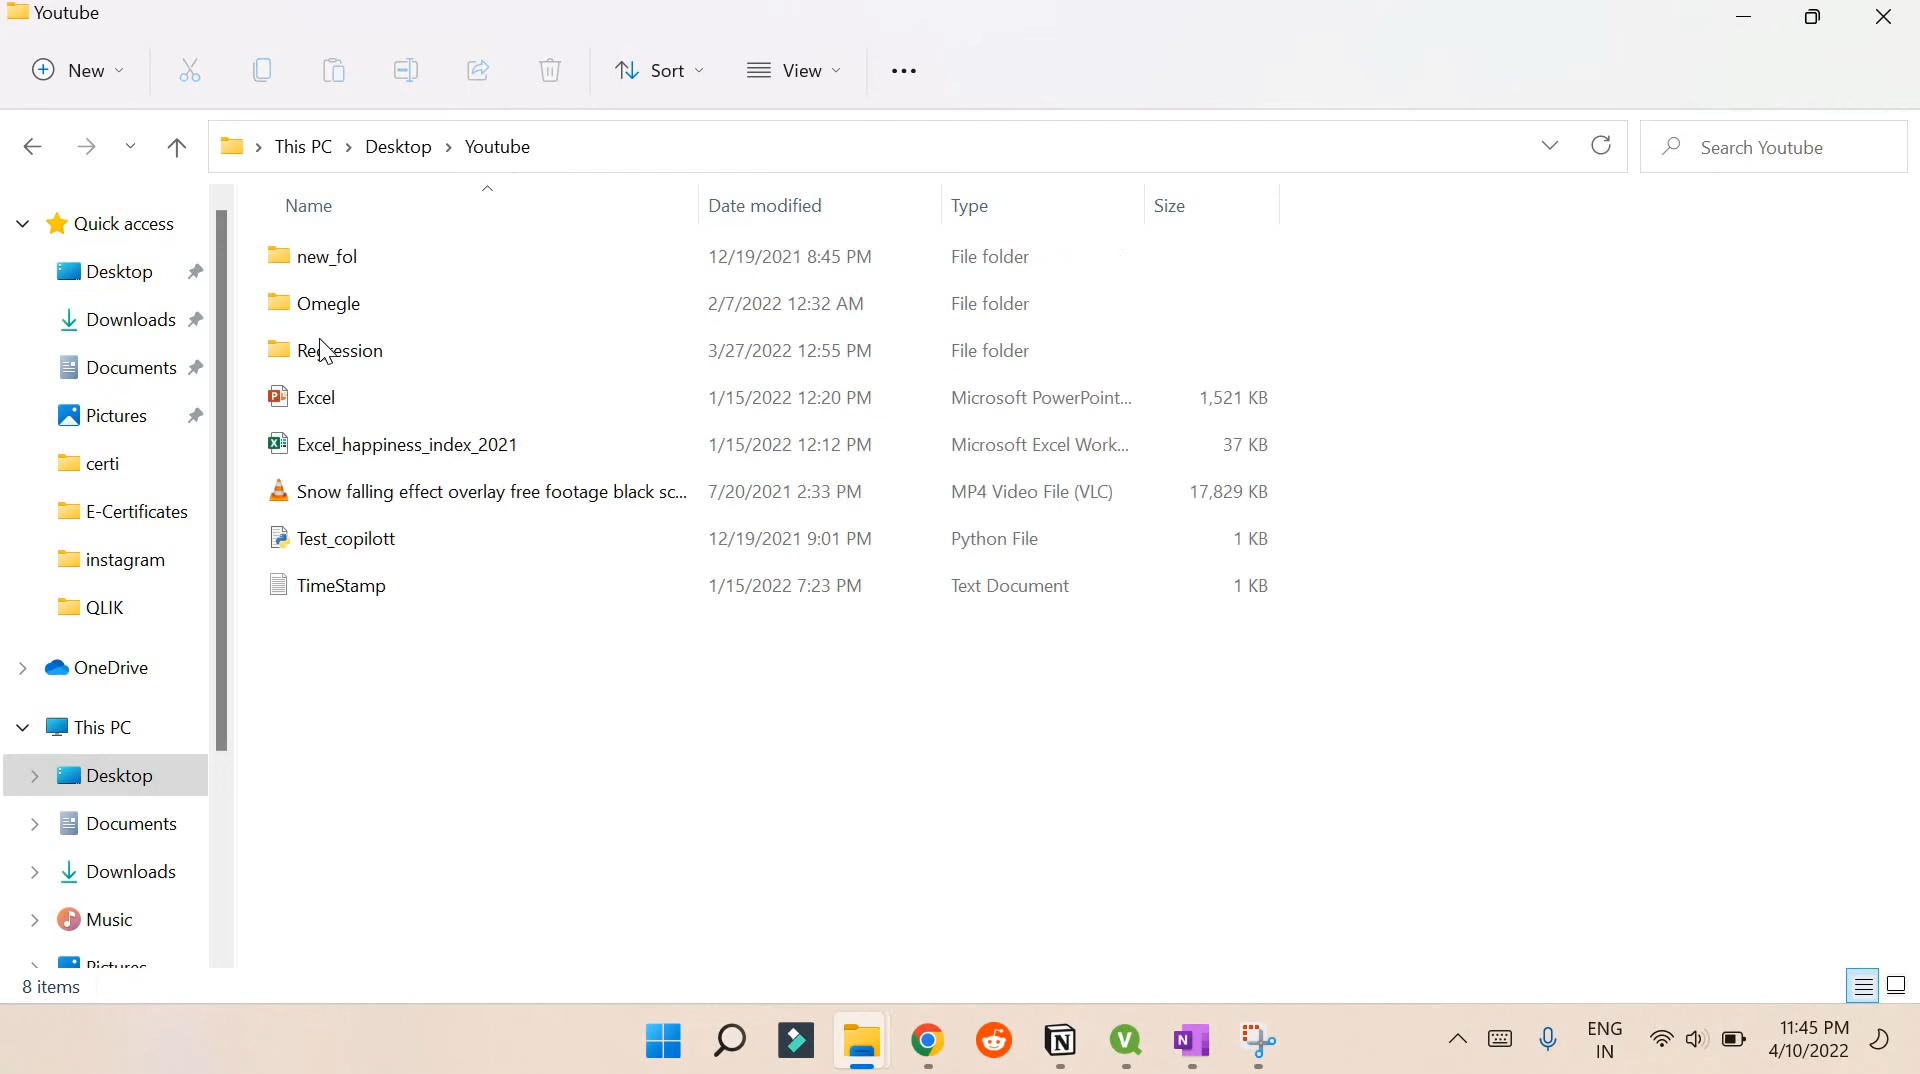 Youtube
New
Sort
View
This PC > Desktop > Youtube
Search Youtube
Name Date modified Type Size
new_fol 12/19/2021 8:45 PM File folder
Omegle 2/7/2022 12:32 AM File folder
Regression 3/27/2022 12:55 PM File folder
Excel 1/15/2022 12:20 PM Microsoft PowerPoint... 1,521 KB
Excel_happiness_index_2021 1/15/2022 12:12 PM Microsoft Excel Work... 37 KB
Snow falling effect overlay free footage black sc... 7/20/2021 2:33 PM MP4 Video File (VLC) 17,829 KB
Test_copilott 12/19/2021 9:01 PM Python File 1 KB
TimeStamp 1/15/2022 7:23 PM Text Document 1 KB
Quick access
Desktop
Downloads
Documents
Pictures
certi
E-Certificates
instagram
QLIK
OneDrive
This PC
Desktop
Documents
Downloads
Music
Pictures
8 items
ENG
IN
11:45 PM
4/10/2022